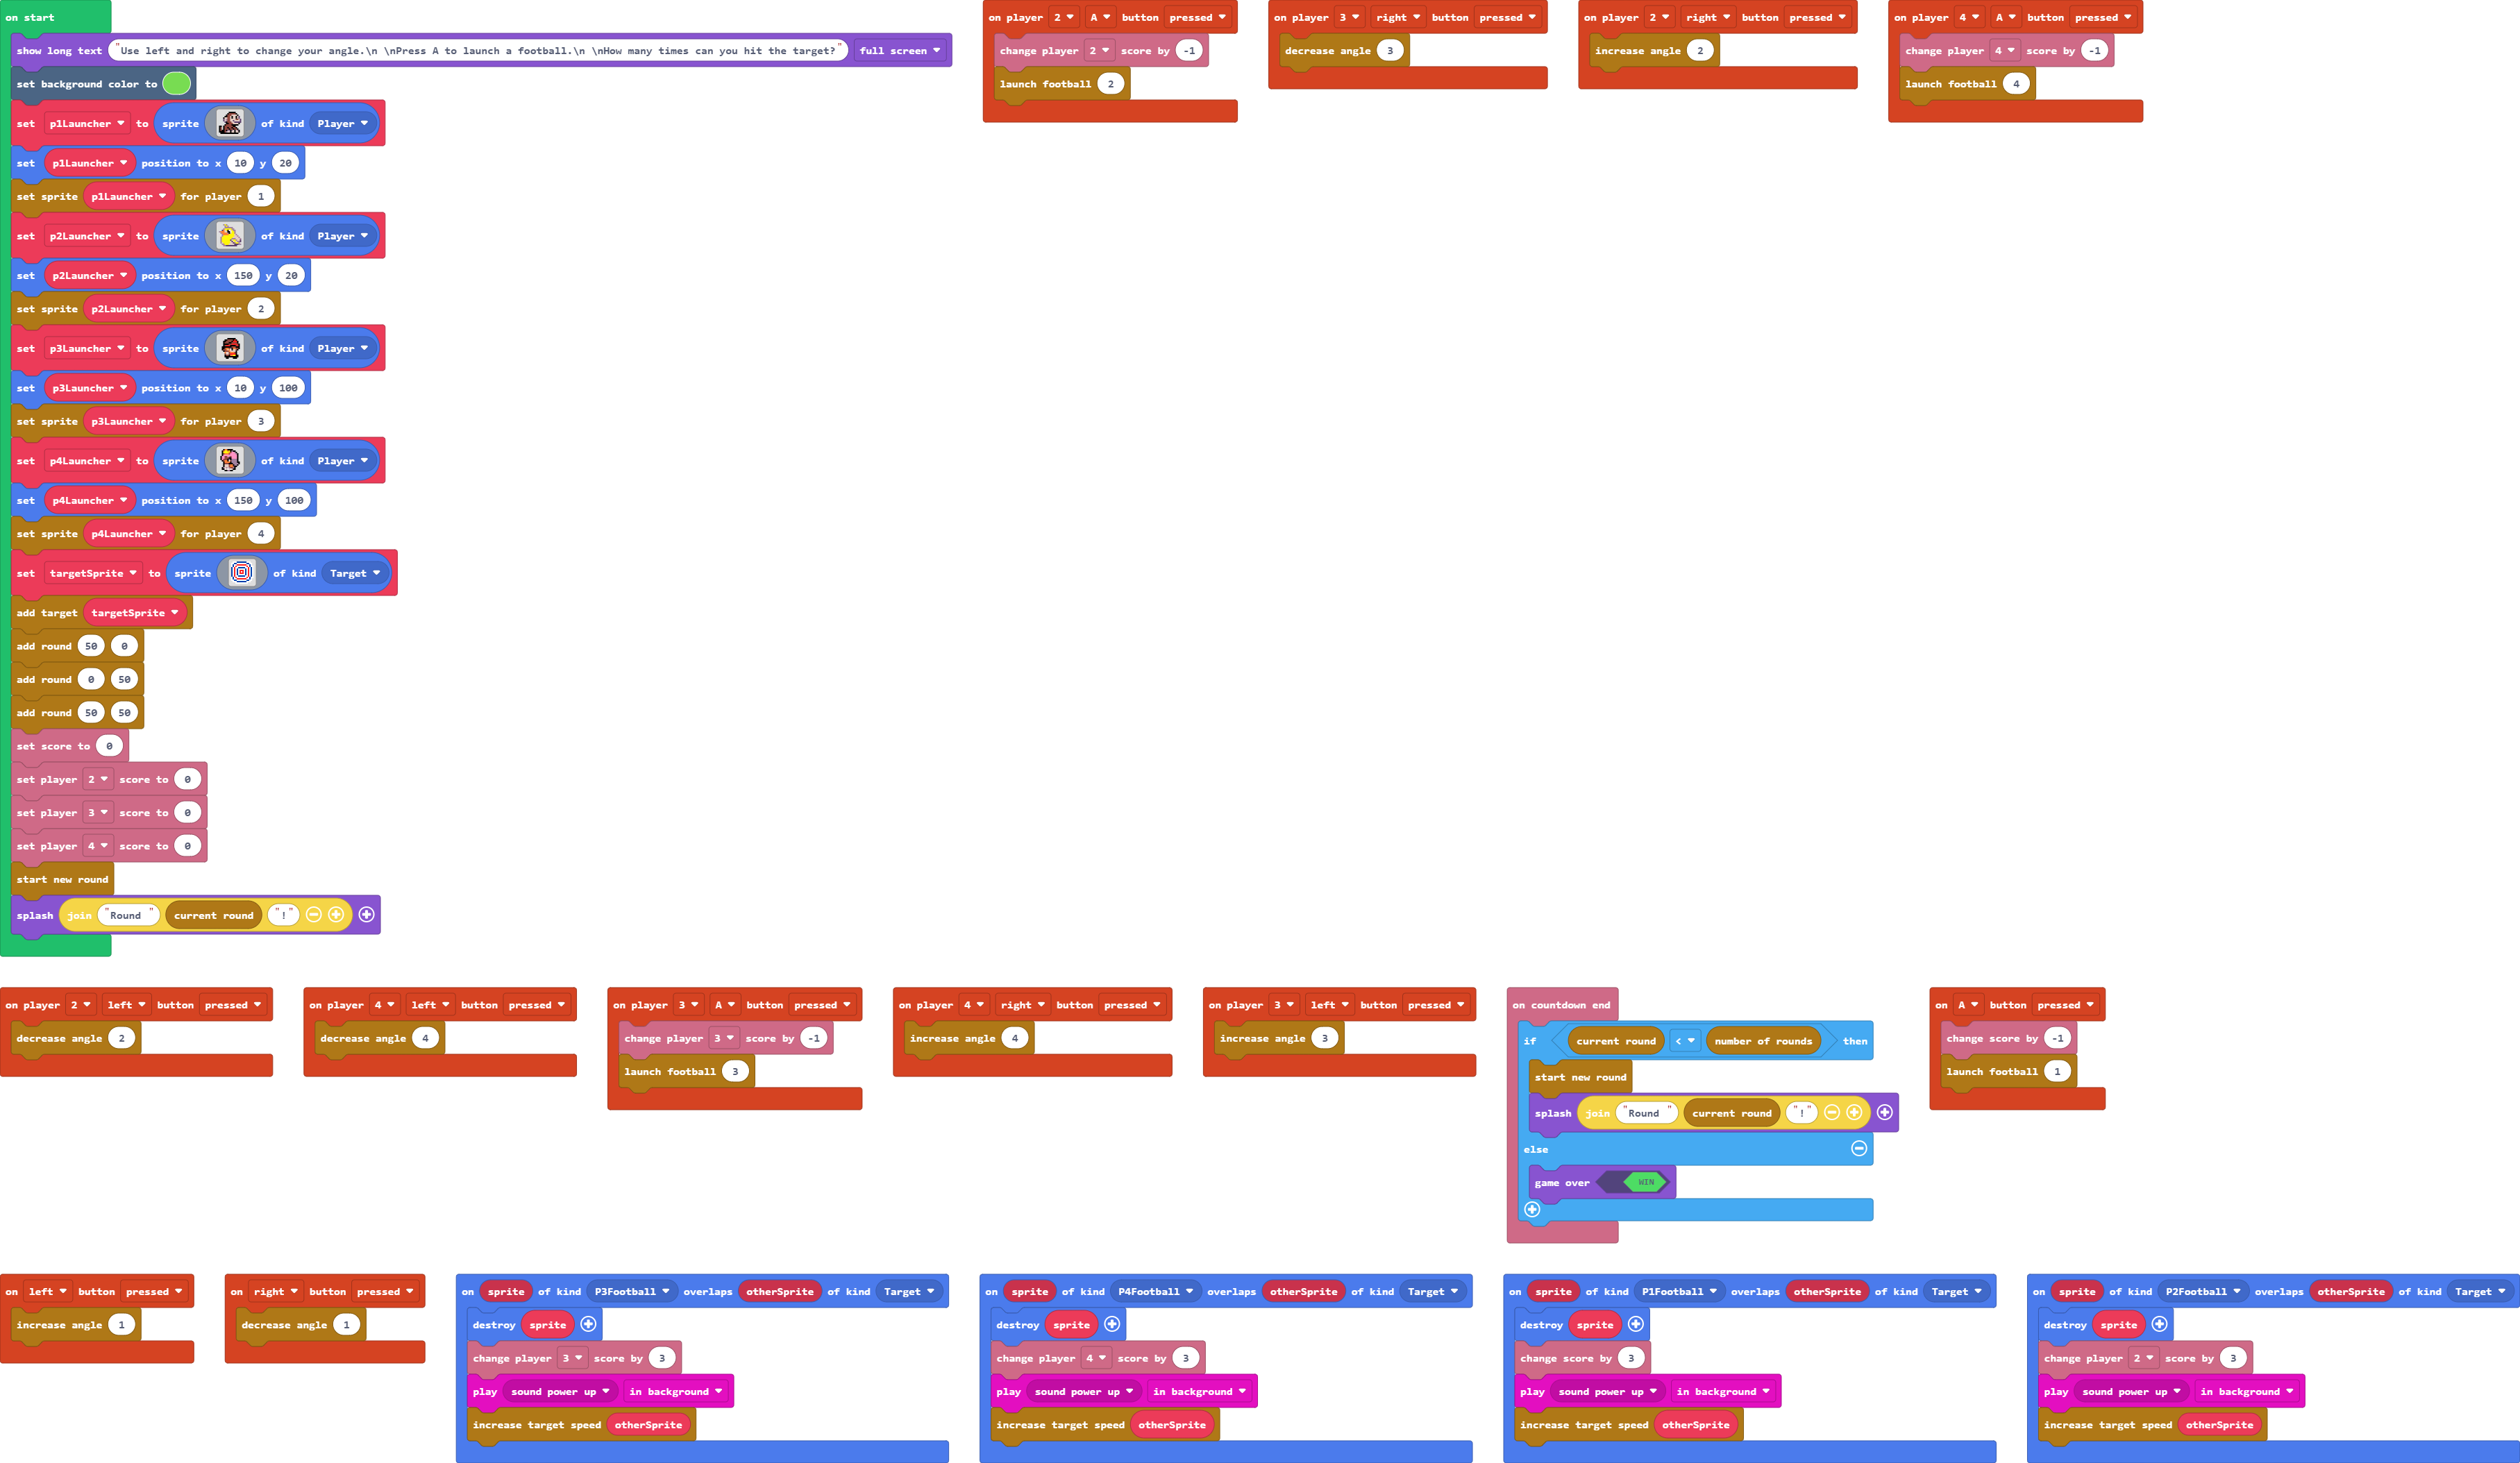 on start
show long text "Use left and right to change your angle.\n \nPress A to launch a football.\n \nHow many times can you hit the target?" full screen
set background color to
set p1Launcher to sprite of kind Player
set p1Launcher position to x 10 y 20
set sprite p1Launcher for player 1
set p2Launcher to sprite of kind Player
set p2Launcher position to x 150 y 20
set sprite p2Launcher for player 2
set p3Launcher to sprite of kind Player
set p3Launcher position to x 10 y 100
set sprite p3Launcher for player 3
set p4Launcher to sprite of kind Player
set p4Launcher position to x 150 y 100
set sprite p4Launcher for player 4
set targetSprite to sprite of kind Target
add target targetSprite
add round 50 0
add round 0 50
add round 50 50
set score to 0
set player 2 score to 0
set player 3 score to 0
set player 4 score to 0
start new round
splash join "Round " current round "!"
on player 2 A button pressed
change player 2 score by -1
launch football 2
on player 3 right button pressed
decrease angle 3
on player 2 right button pressed
increase angle 2
on player 4 A button pressed
change player 4 score by -1
launch football 4
on player 2 left button pressed
decrease angle 2
on player 4 left button pressed
decrease angle 4
on player 3 A button pressed
change player 3 score by -1
launch football 3
on player 4 right button pressed
increase angle 4
on player 3 left button pressed
increase angle 3
on countdown end
if current round < number of rounds then
start new round
splash join "Round " current round "!"
else
game over WIN
on A button pressed
change score by -1
launch football 1
on left button pressed
increase angle 1
on right button pressed
decrease angle 1
on sprite of kind P3Football overlaps otherSprite of kind Target
destroy sprite
change player 3 score by 3
play sound power up in background
increase target speed otherSprite
on sprite of kind P4Football overlaps otherSprite of kind Target
destroy sprite
change player 4 score by 3
play sound power up in background
increase target speed otherSprite
on sprite of kind P1Football overlaps otherSprite of kind Target
destroy sprite
change score by 3
play sound power up in background
increase target speed otherSprite
on sprite of kind P2Football overlaps otherSprite of kind Target
destroy sprite
change player 2 score by 3
play sound power up in background
increase target speed otherSprite